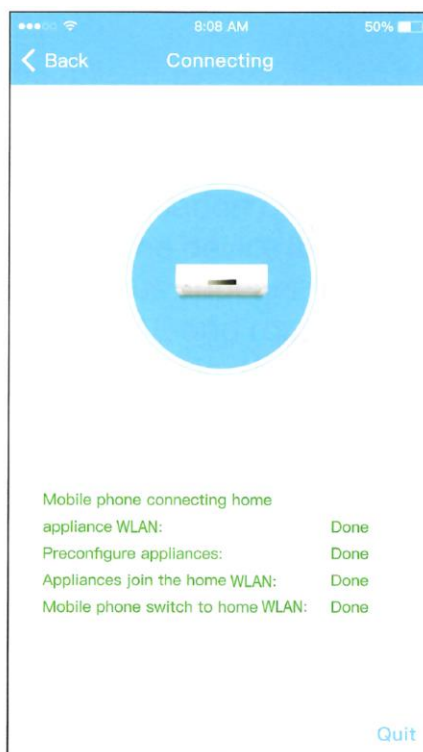 8:08 AM 50%
Back Connecting
Mobile phone connecting home
appliance WLAN: Done
Preconfigure appliances: Done
Appliances join the home WLAN: Done
Mobile phone switch to home WLAN: Done
Quit